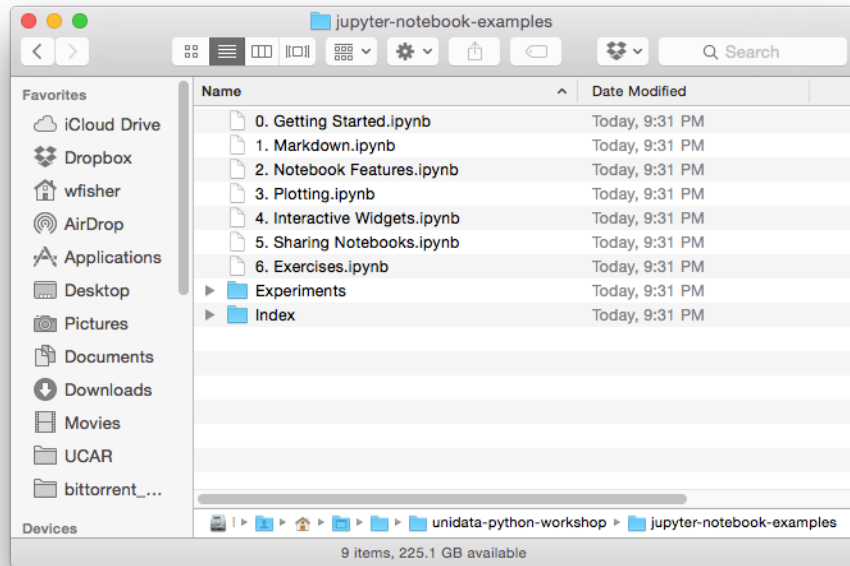 jupyter-notebook-examples
Search
Favorites
iCloud Drive
Dropbox
wfisher
AirDrop
Applications
Desktop
Pictures
Documents
Downloads
Movies
UCAR
bittorrent_...
Devices
Name Date Modified
0. Getting Started.ipynb Today, 9:31 PM
1. Markdown.ipynb Today, 9:31 PM
2. Notebook Features.ipynb Today, 9:31 PM
3. Plotting.ipynb Today, 9:31 PM
4. Interactive Widgets.ipynb Today, 9:31 PM
5. Sharing Notebooks.ipynb Today, 9:31 PM
6. Exercises.ipynb Today, 9:31 PM
Experiments Today, 9:31 PM
Index Today, 9:31 PM
unidata-python-workshop jupyter-notebook-examples
9 items, 225.1 GB available